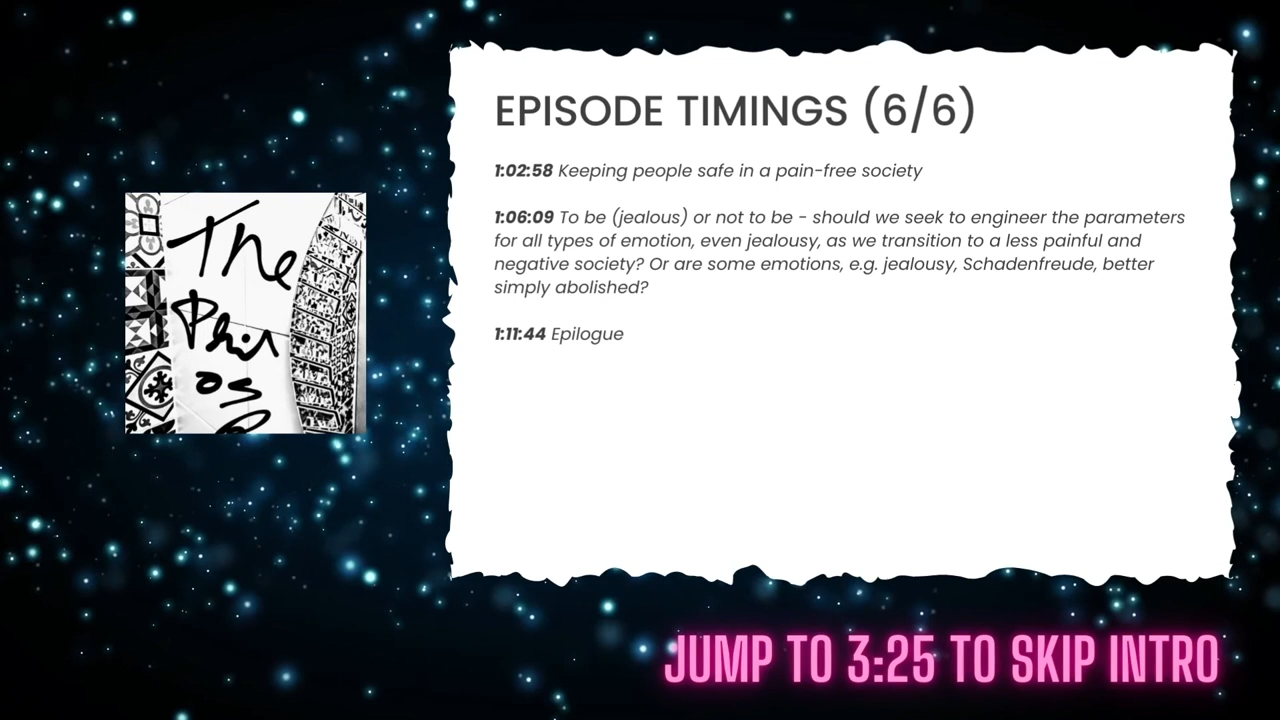 EPISODE TIMINGS (6/6)
1:02:58 Keeping people safe in a pain-free society
1:06:09 To be (jealous) or not to be - should we seek to engineer the parameters
for all types of emotion, even jealousy, as we transition to a less painful and
negative society? Or are some emotions, e.g. jealousy, Schadenfreude, better
simply abolished?
1:11:44 Epilogue
The
Phil
os
JUMP TO 3:25 TO SKIP INTRO